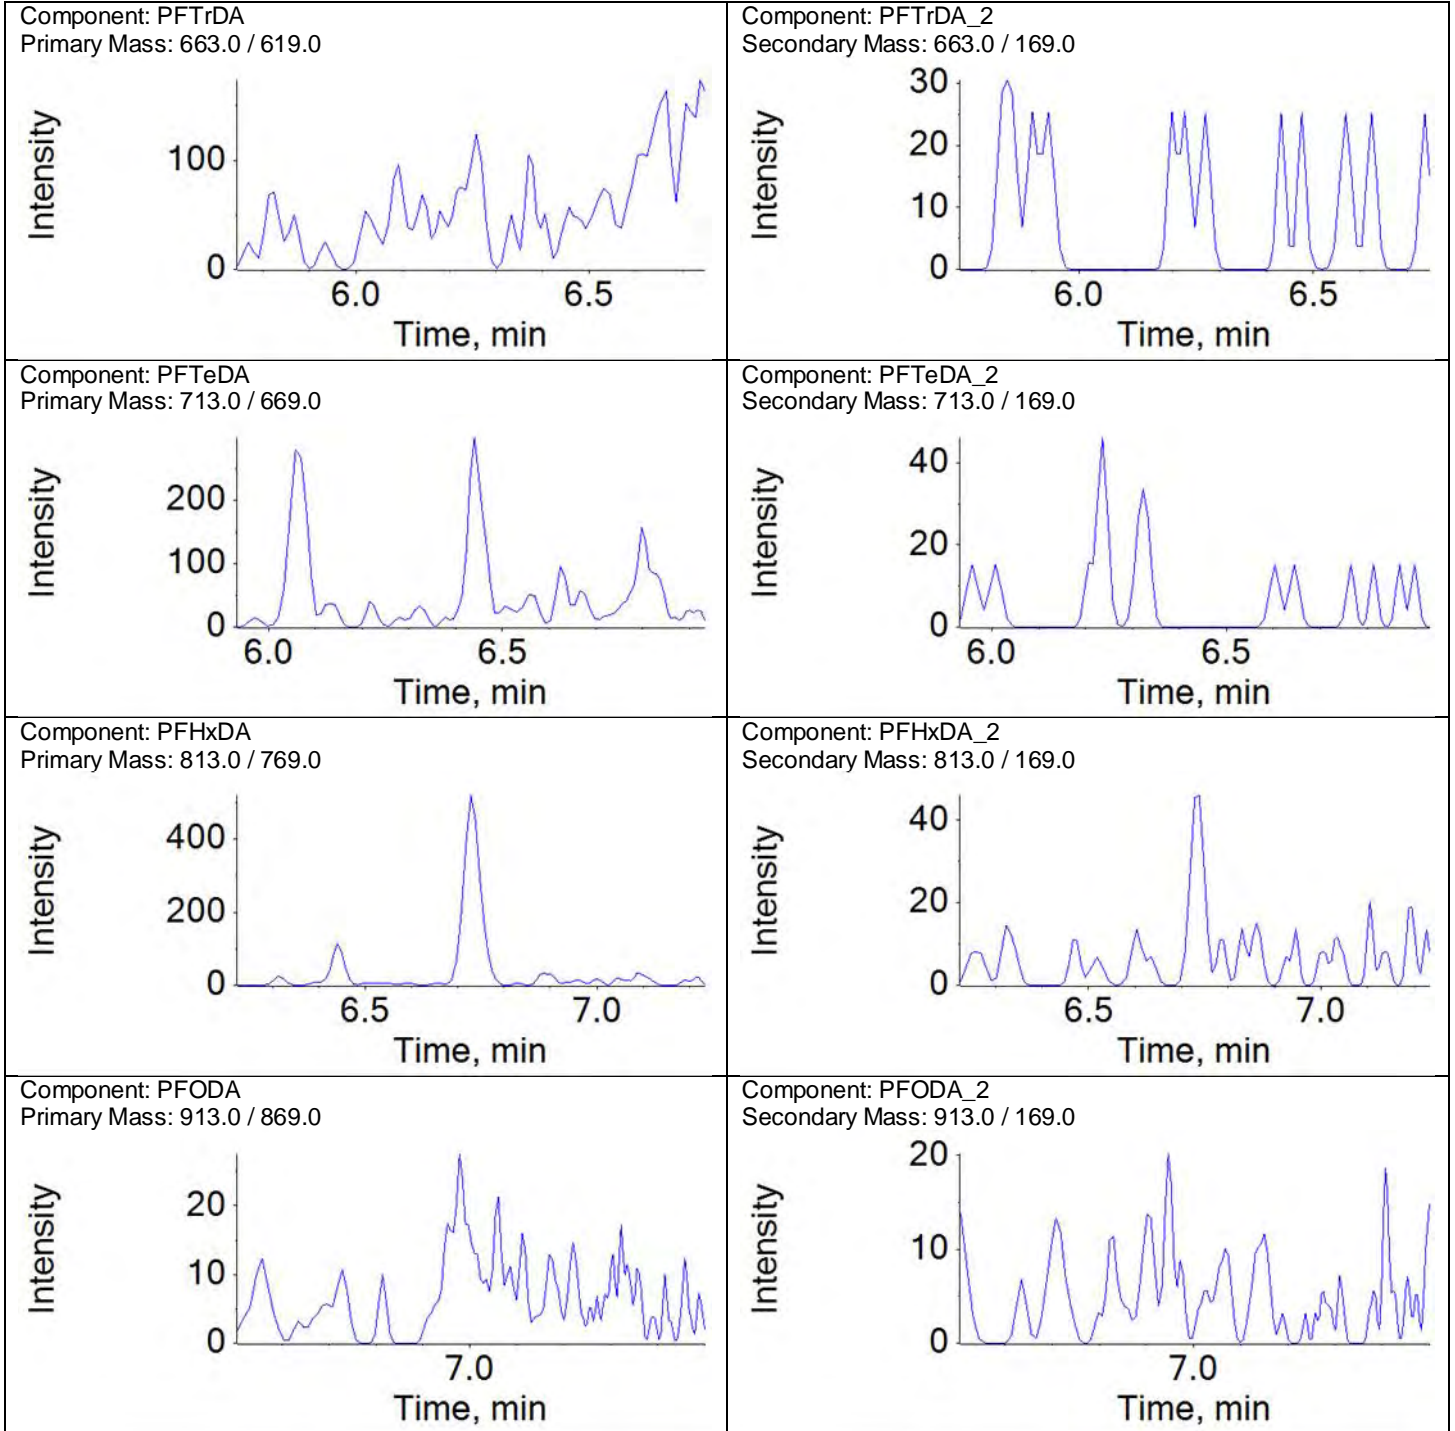 Component: PFTrDA
Primary Mass: 663.0 / 619.0
Intensity
100
0
6.0 6.5
Time, min
Component: PFTrDA_2
Secondary Mass: 663.0 / 169.0
Intensity
30
20
10
0
6.0 6.5
Time, min
Component: PFTeDA
Primary Mass: 713.0 / 669.0
Intensity
200
100
0
6.0 6.5
Time, min
Component: PFTeDA_2
Secondary Mass: 713.0 / 169.0
Intensity
40
20
0
6.0 6.5
Time, min
Component: PFHxDA
Primary Mass: 813.0 / 769.0
Intensity
400
200
0
6.5 7.0
Time, min
Component: PFHxDA_2
Secondary Mass: 813.0 / 169.0
Intensity
40
20
0
6.5 7.0
Time, min
Component: PFODA
Primary Mass: 913.0 / 869.0
Intensity
20
10
0
7.0
Time, min
Component: PFODA_2
Secondary Mass: 913.0 / 169.0
Intensity
20
10
0
7.0
Time, min